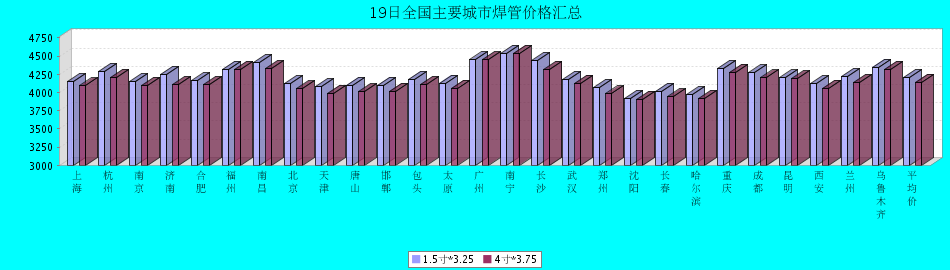 19日全国主要城市焊管价格汇总
4750
4500
4250
4000
3750
3500
3250
3000
上海
杭州
南京
济南
合肥
福州
南昌
北京
天津
唐山
邯郸
包头
太原
广州
南宁
长沙
武汉
郑州
沈阳
长春
哈尔滨
重庆
成都
昆明
西安
兰州
乌鲁木齐
平均价
1.5寸*3.25 4寸*3.75